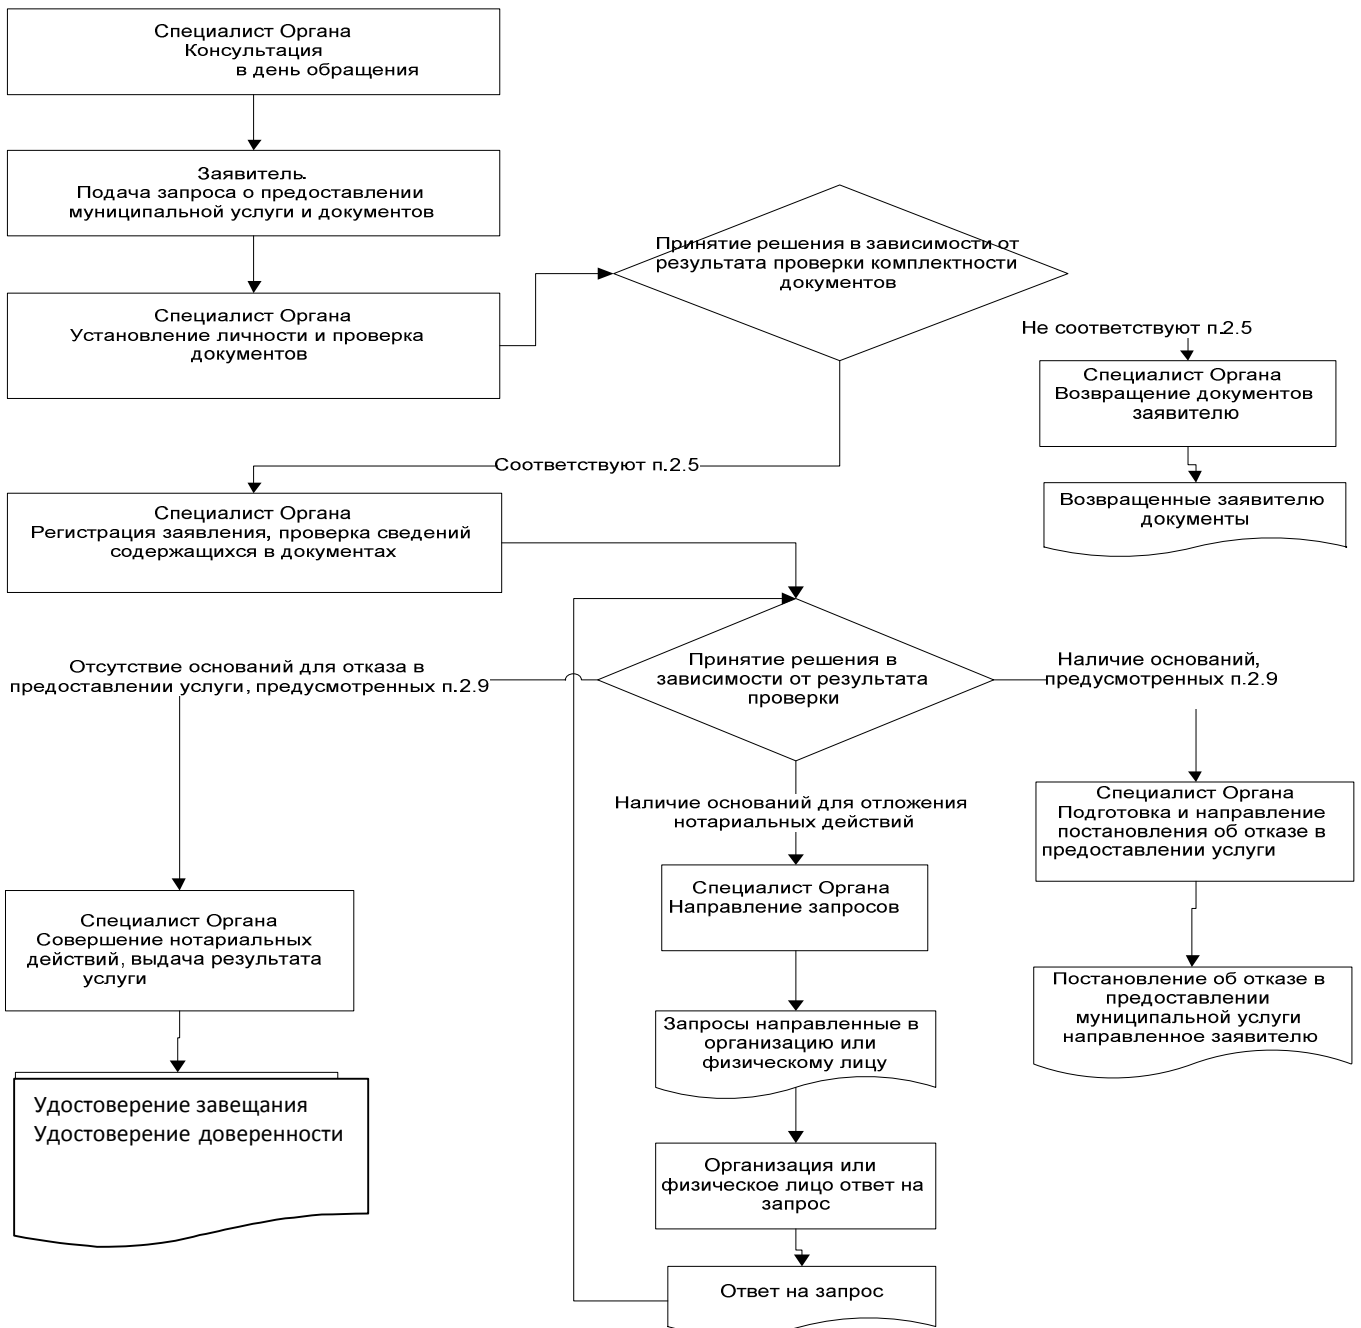 Специалист Органа
Консультация
в день обращения
Заявитель.
Подача запроса о предоставлении
муниципальной услуги и документов
Специалист Органа
Установление личности и проверка
документов
Принятие решения в зависимости от
результата проверки комплектности
документов
Не соответствуют п.2.5
Специалист Органа
Возвращение документов
заявителю
Возвращенные заявителю
документы
Соответствуют п.2.5
Специалист Органа
Регистрация заявления, проверка сведений
содержащихся в документах
Принятие решения в
зависимости от результата
проверки
Отсутствие оснований для отказа в
предоставлении услуги, предусмотренных п.2.9
Наличие оснований,
предусмотренных п.2.9
Наличие оснований для отложения
нотариальных действий
Специалист Органа
Подготовка и направление
постановления об отказе в
предоставлении услуги
Специалист Органа
Направление запросов
Специалист Органа
Совершение нотариальных
действий, выдача результата
услуги
Постановление об отказе в
предоставлении
муниципальной услуги
направленное заявителю
Запросы направленные в
организацию или
физическому лицу
Удостоверение завещания
Удостоверение доверенности
Организация или
физическое лицо ответ на
запрос
Ответ на запрос